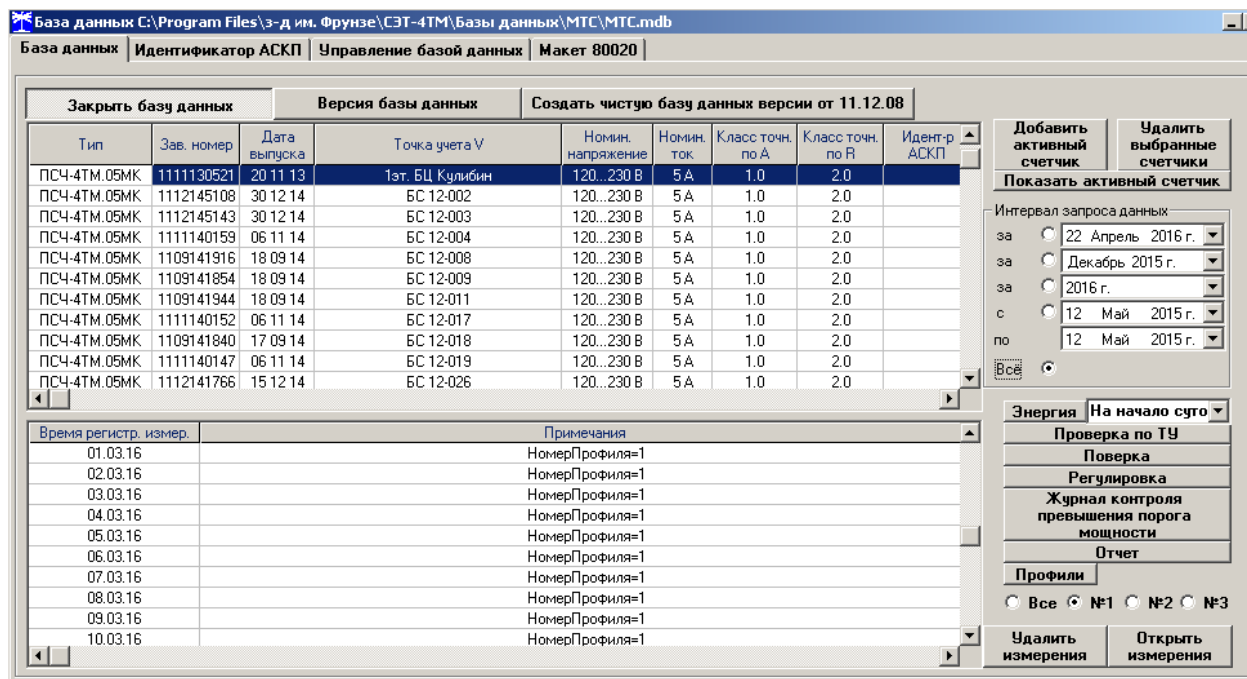 База данных C:\Program Files\з-д им. Фрунзе\СЭТ-4ТМ\Базы данных\МТС\МТС.mdb
База данных Идентификатор АСКП Управление базой данных Макет 80020
Закрыть базу данных Версия базы данных Создать чистую базу данных версии от 11.12.08
Тип Зав. номер Дата выпуска Точка учета V Номин. напряжение Номин. ток Класс точн. по A Класс точн. по R Идент-р АСКП
ПСЧ-4ТМ.05МК 1111130521 20 11 13 1эт. БЦ Кулибин 120...230 В 5 А 1.0 2.0
ПСЧ-4ТМ.05МК 1112145108 30 12 14 БС 12-002 120...230 В 5 А 1.0 2.0
ПСЧ-4ТМ.05МК 1112145143 30 12 14 БС 12-003 120...230 В 5 А 1.0 2.0
ПСЧ-4ТМ.05МК 1111140159 06 11 14 БС 12-004 120...230 В 5 А 1.0 2.0
ПСЧ-4ТМ.05МК 1109141916 18 09 14 БС 12-008 120...230 В 5 А 1.0 2.0
ПСЧ-4ТМ.05МК 1109141854 18 09 14 БС 12-009 120...230 В 5 А 1.0 2.0
ПСЧ-4ТМ.05МК 1109141944 18 09 14 БС 12-011 120...230 В 5 А 1.0 2.0
ПСЧ-4ТМ.05МК 1111140152 06 11 14 БС 12-017 120...230 В 5 А 1.0 2.0
ПСЧ-4ТМ.05МК 1109141840 17 09 14 БС 12-018 120...230 В 5 А 1.0 2.0
ПСЧ-4ТМ.05МК 1111140147 06 11 14 БС 12-019 120...230 В 5 А 1.0 2.0
ПСЧ-4ТМ.05МК 1112141766 15 12 14 БС 12-026 120...230 В 5 А 1.0 2.0
Время регистр. измер. Примечания
01.03.16 НомерПрофиля=1
02.03.16 НомерПрофиля=1
03.03.16 НомерПрофиля=1
04.03.16 НомерПрофиля=1
05.03.16 НомерПрофиля=1
06.03.16 НомерПрофиля=1
07.03.16 НомерПрофиля=1
08.03.16 НомерПрофиля=1
09.03.16 НомерПрофиля=1
10.03.16 НомерПрофиля=1
Добавить активный счетчик
Удалить выбранные счетчики
Показать активный счетчик
Интервал запроса данных
за 22 Апрель 2016 г.
за Декабрь 2015 г.
за 2016 г.
с 12 Май 2015 г.
по 12 Май 2015 г.
Всё
Энергия На начало суто
Проверка по ТУ
Поверка
Регулировка
Журнал контроля
превышения порога
мощности
Отчет
Профили
Все №1 №2 №3
Удалить измерения
Открыть измерения